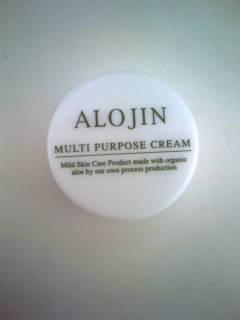 ALOJIN
MULTI PURPOSE CREAM
Mild Skin Care Product made with organic
aloe by our own process production